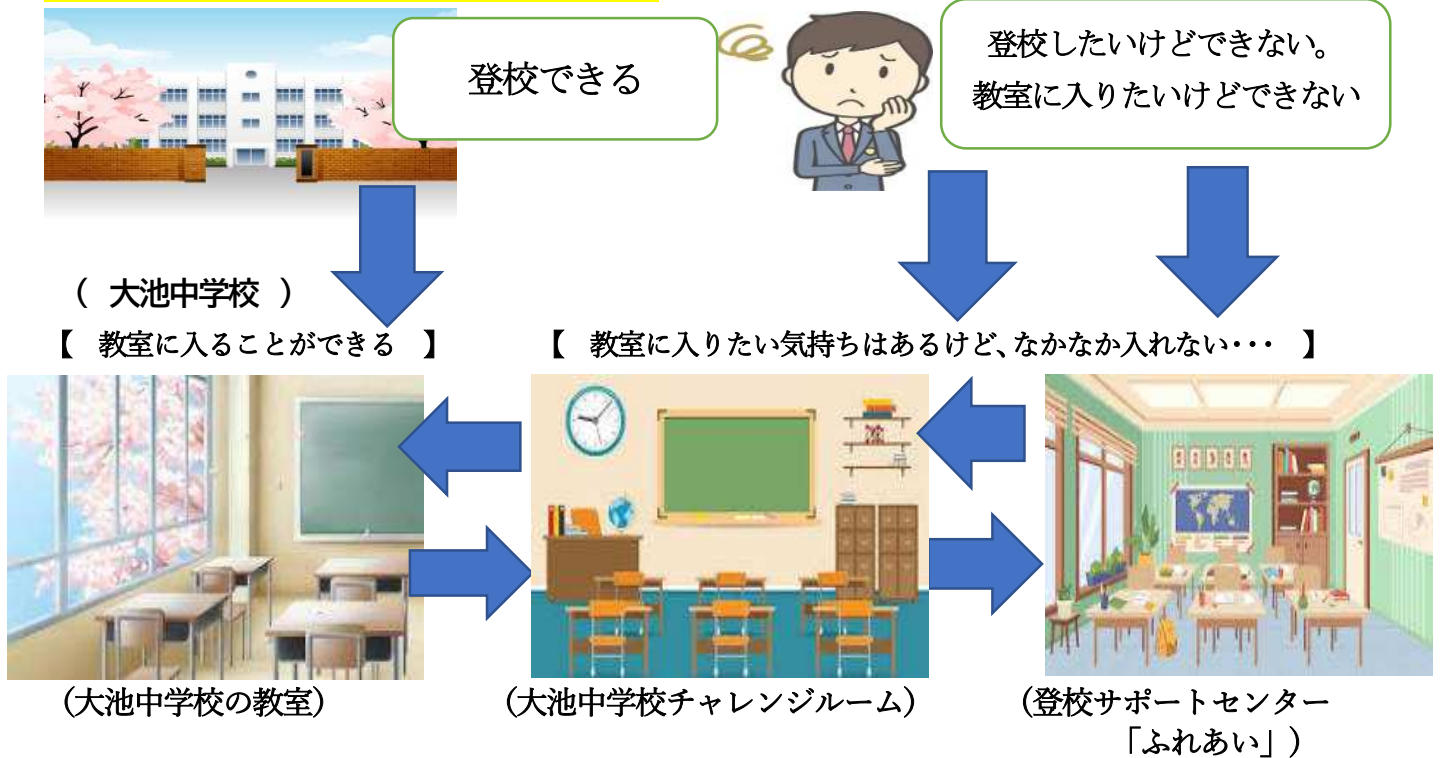 登校できる
登校したいけどできない。
教室に入りたいけどできない
（　大池中学校　）
【　教室に入ることができる　】
【　教室に入りたい気持ちはあるけど、なかなか入れない・・・　】
（大池中学校の教室）
（大池中学校チャレンジルーム）
（登校サポートセンター
「ふれあい」）